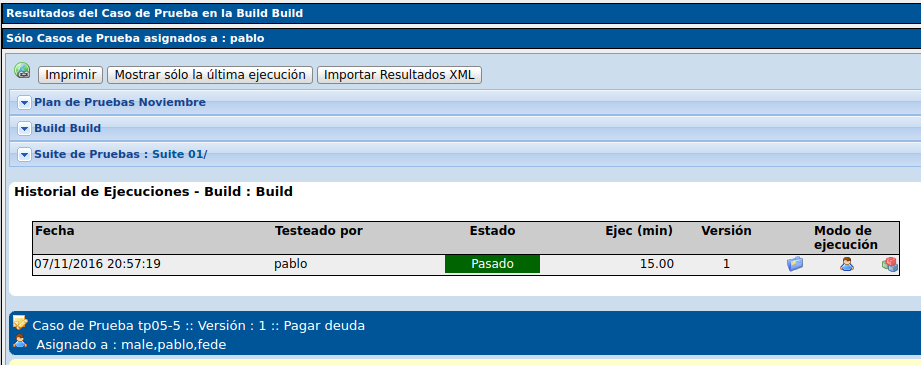 Resultados del Caso de Prueba en la Build Build
Sólo Casos de Prueba asignados a : pablo
Imprimir Mostrar sólo la última ejecución Importar Resultados XML
Plan de Pruebas Noviembre
Build Build
Suite de Pruebas : Suite 01/
Historial de Ejecuciones - Build : Build
Fecha Testeado por Estado Ejec (min) Versión Modo de
ejecución
07/11/2016 20:57:19 pablo Pasado 15.00 1
Caso de Prueba tp05-5 :: Versión : 1 :: Pagar deuda
Asignado a : male,pablo,fede